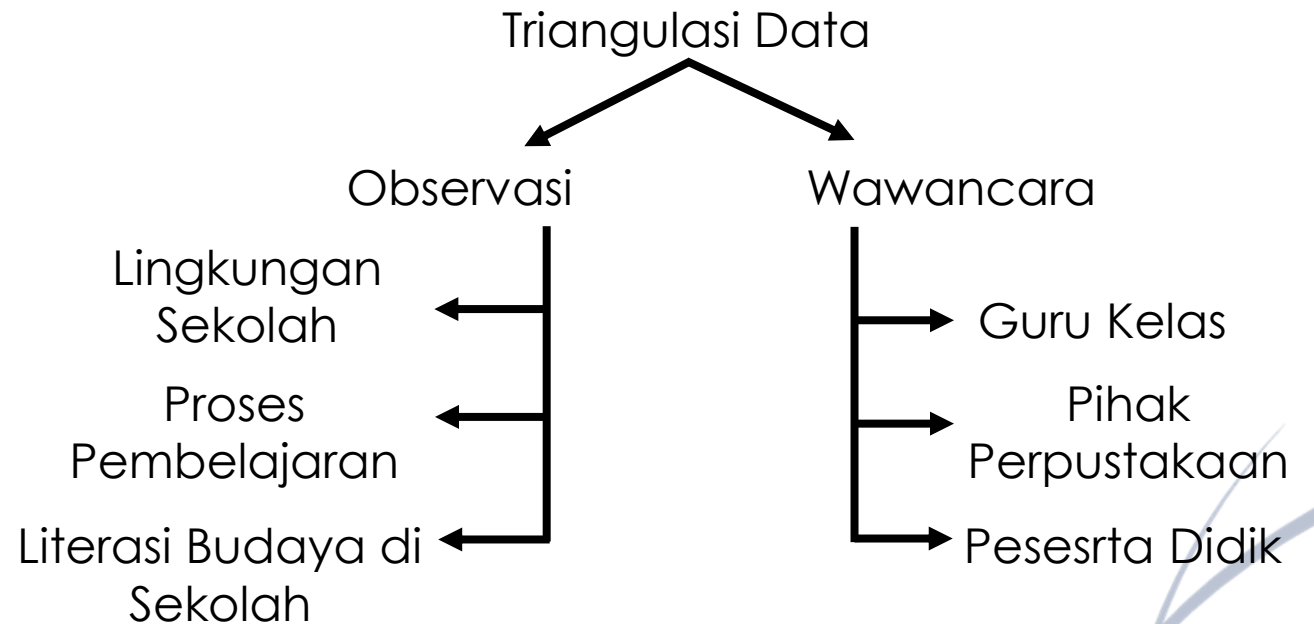 Triangulasi Data
Observasi
Wawancara
Lingkungan
Sekolah
Proses
Pembelajaran
Literasi Budaya di
Sekolah
Guru Kelas
Pihak
Perpustakaan
Pesesrta Didik